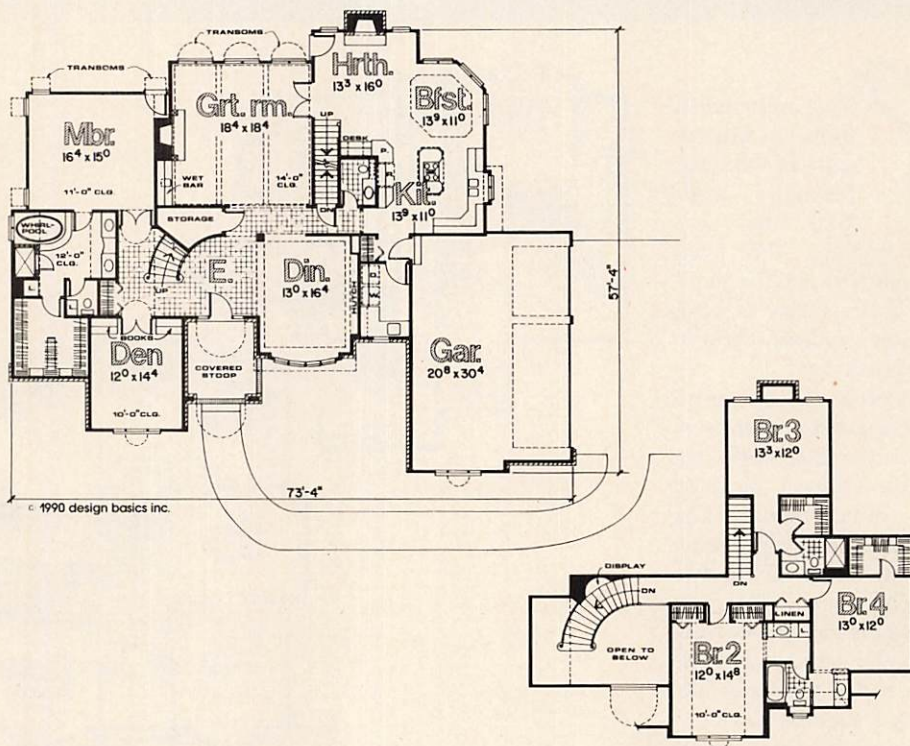 TRANSOMS
TRANSOMS
Hrth.
13³ x 16⁰
Bfst.
13⁹ x 11⁰
Grt. rm.
18⁴ x 18⁴
Mbr.
16⁴ x 15⁰
11'-0" CLG.
UP
DESK
P.
WET
BAR
14'-0" CLG.
Kit.
13⁹ x 11⁰
DN
STORAGE
WHIRL-
POOL
12'-0"
CLG.
L.
L
UP
E.
Din.
13⁰ x 16⁴
HUTCH
BOOKS
Den
12⁰ x 14⁴
10'-0" CLG.
COVERED
STOOP
Gar.
20⁸ x 30⁴
57'-4"
73'-4"
c 1990 design basics inc.
Br.3
13³ x 12⁰
DN
DISPLAY
DN
LINEN
Br.4
13⁰ x 12⁰
OPEN TO
BELOW
Br.2
12⁰ x 14⁸
10'-0" CLG.
L.